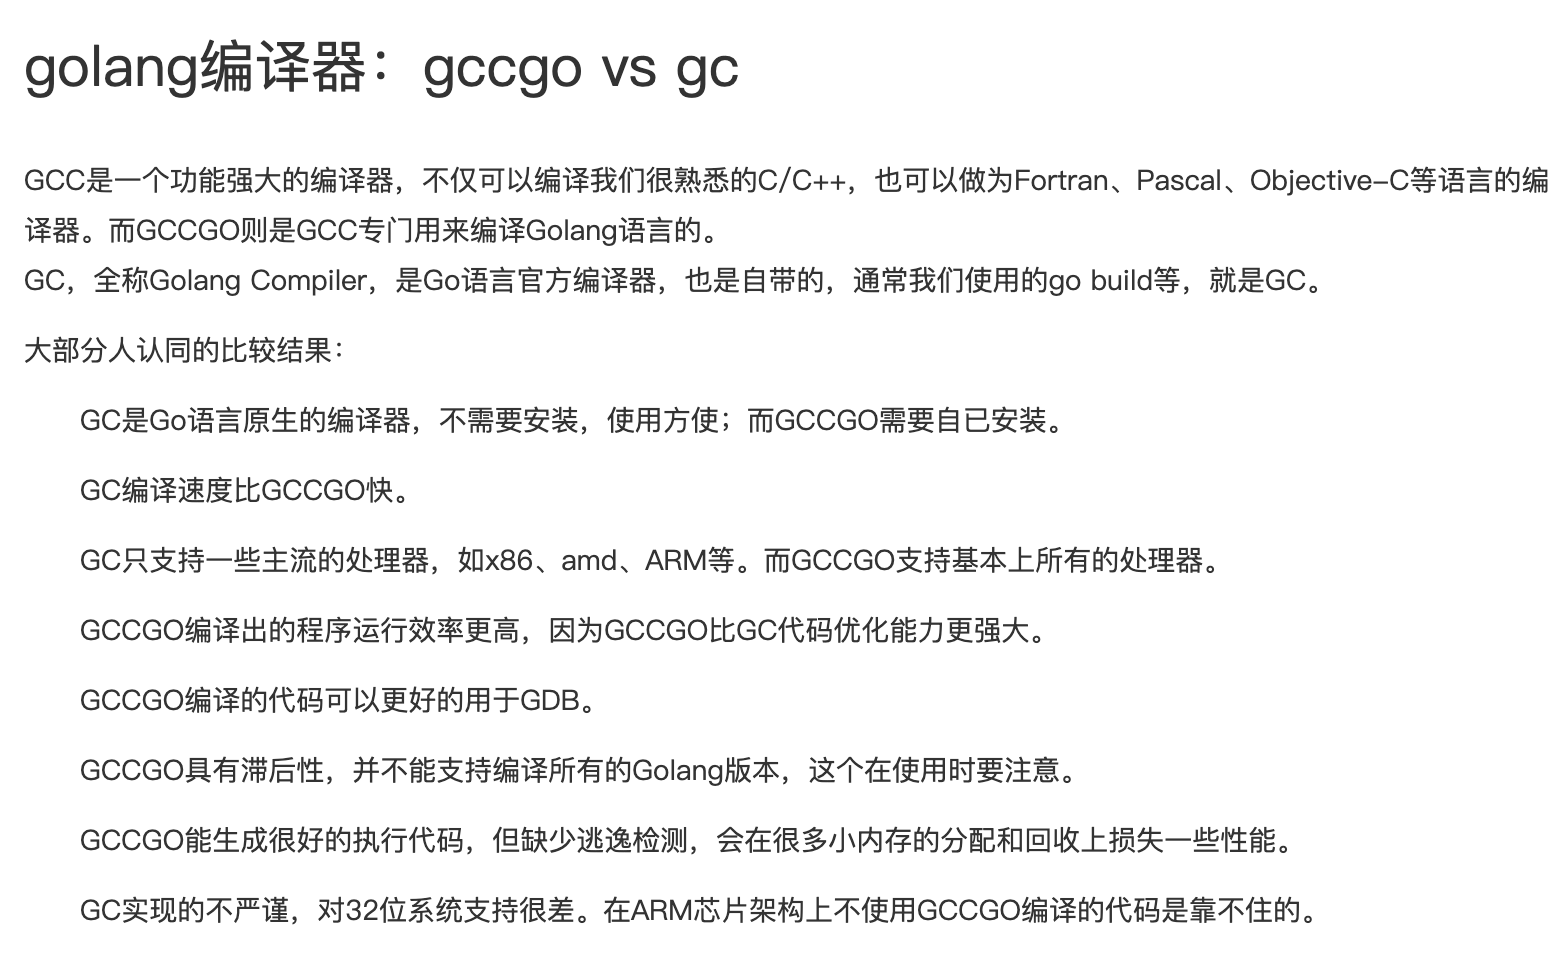 golang编译器：gccgo vs gc
GCC是一个功能强大的编译器，不仅可以编译我们很熟悉的C/C++，也可以做为Fortran、Pascal、Objective-C等语言的编
译器。而GCCGO则是GCC专门用来编译Golang语言的。
GC，全称Golang Compiler，是Go语言官方编译器，也是自带的，通常我们使用的go build等，就是GC。
大部分人认同的比较结果：
GC是Go语言原生的编译器，不需要安装，使用方使；而GCCGO需要自已安装。
GC编译速度比GCCGO快。
GC只支持一些主流的处理器，如x86、amd、ARM等。而GCCGO支持基本上所有的处理器。
GCCGO编译出的程序运行效率更高，因为GCCGO比GC代码优化能力更强大。
GCCGO编译的代码可以更好的用于GDB。
GCCGO具有滞后性，并不能支持编译所有的Golang版本，这个在使用时要注意。
GCCGO能生成很好的执行代码，但缺少逃逸检测，会在很多小内存的分配和回收上损失一些性能。
GC实现的不严谨，对32位系统支持很差。在ARM芯片架构上不使用GCCGO编译的代码是靠不住的。